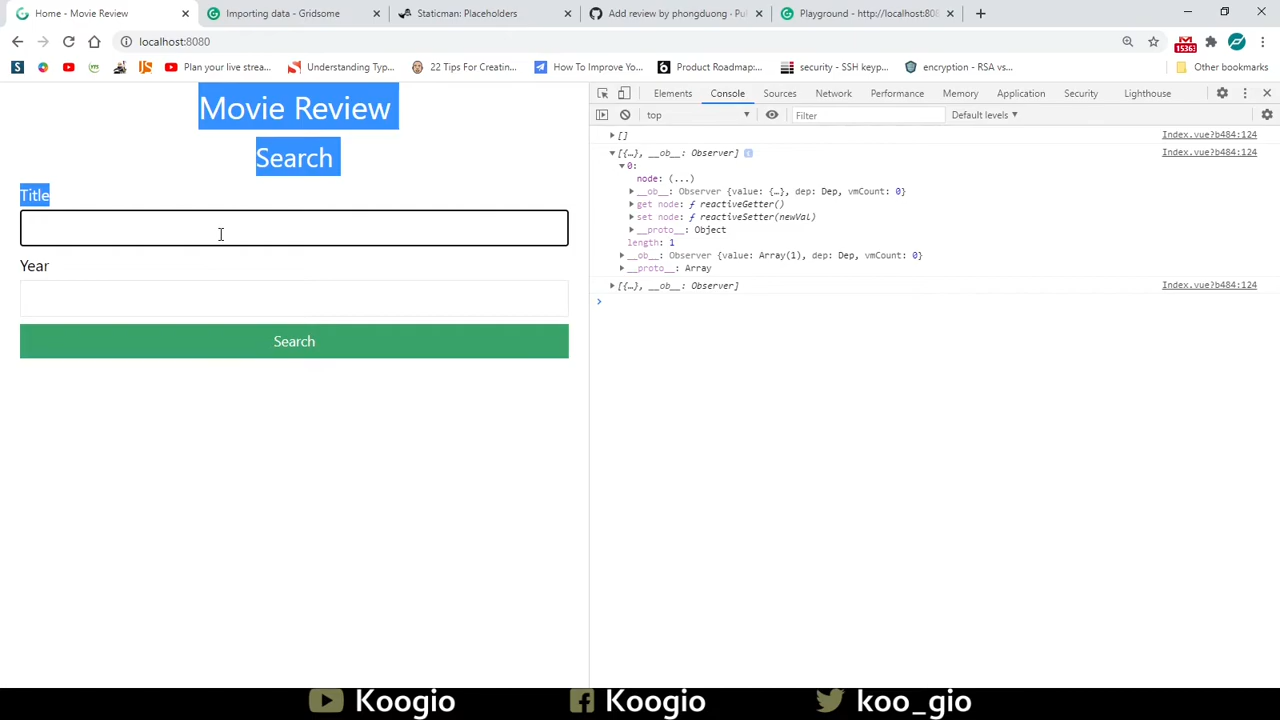 Home - Movie Review
Importing data - Gridsome
Staticman: Placeholders
Add review by phongduong · Pul
Playground - http://localhost:808
localhost:8080
15363
Plan your live strea...
Understanding Typ...
22 Tips For Creatin...
How To Improve Yo...
Product Roadmap:...
security - SSH keyp...
encryption - RSA vs...
Other bookmarks
Movie Review
Search
Title
Year
Search
Elements
Console
Sources
Network
Performance
Memory
Application
Security
Lighthouse
top
Filter
Default levels
[]
Index.vue?b484:124
[{…}, __ob__: Observer]
Index.vue?b484:124
0:
node: (...)
__ob__: Observer {value: {…}, dep: Dep, vmCount: 0}
get node: ƒ reactiveGetter()
set node: ƒ reactiveSetter(newVal)
__proto__: Object
length: 1
__ob__: Observer {value: Array(1), dep: Dep, vmCount: 0}
__proto__: Array
[{…}, __ob__: Observer]
Index.vue?b484:124
Koogio
Koogio
koo_gio